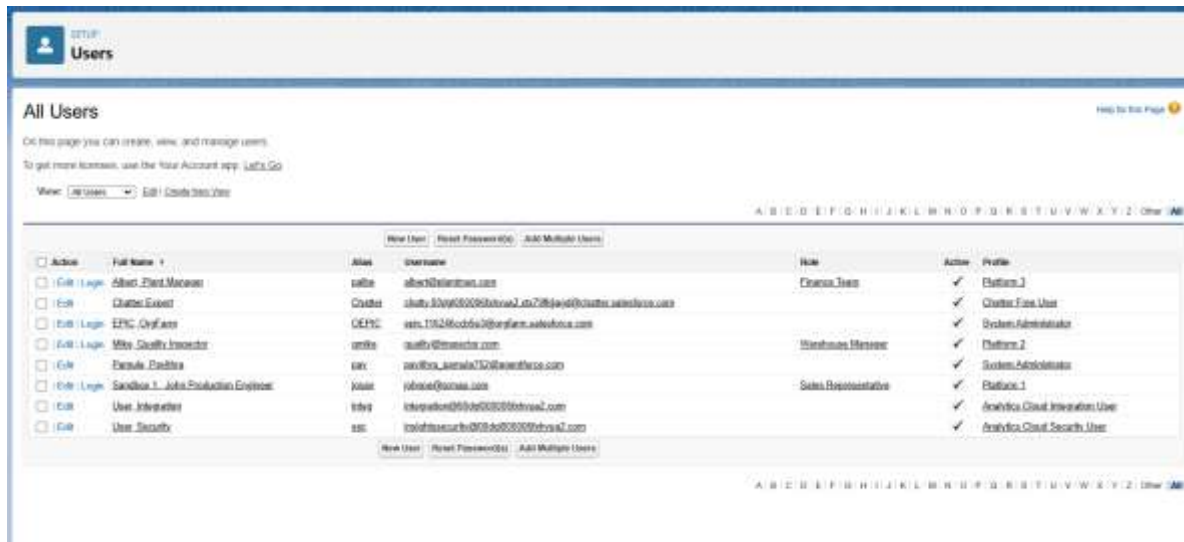 SETUP
Users
All Users
Help for this Page
On this page you can create, view, and manage users.
To get more licenses, use the Your Account app. Let's Go
View: All Users Edit | Create New View
A | B | C | D | E | F | G | H | I | J | K | L | M | N | O | P | Q | R | S | T | U | V | W | X | Y | Z | Other | All
New User Reset Password(s) Add Multiple Users
Action Full Name ↑ Alias Username Role Active Profile
Edit | Login Albert, Plant Manager Finance Team Platform 3
Edit Chatter Expert Chatter Chatter Free User
Edit | Login EPIC, OrgFarm OEPIC System Administrator
Edit | Login Mike, Quality Inspector qmike Warehouse Manager Platform 2
Edit Pamula, Pavithra pav System Administrator
Edit | Login Sandbox 1, John Production Engineer Sales Representative Platform 1
Edit User, Integration integ Analytics Cloud Integration User
Edit User, Security sec Analytics Cloud Security User
New User Reset Password(s) Add Multiple Users
A | B | C | D | E | F | G | H | I | J | K | L | M | N | O | P | Q | R | S | T | U | V | W | X | Y | Z | Other | All